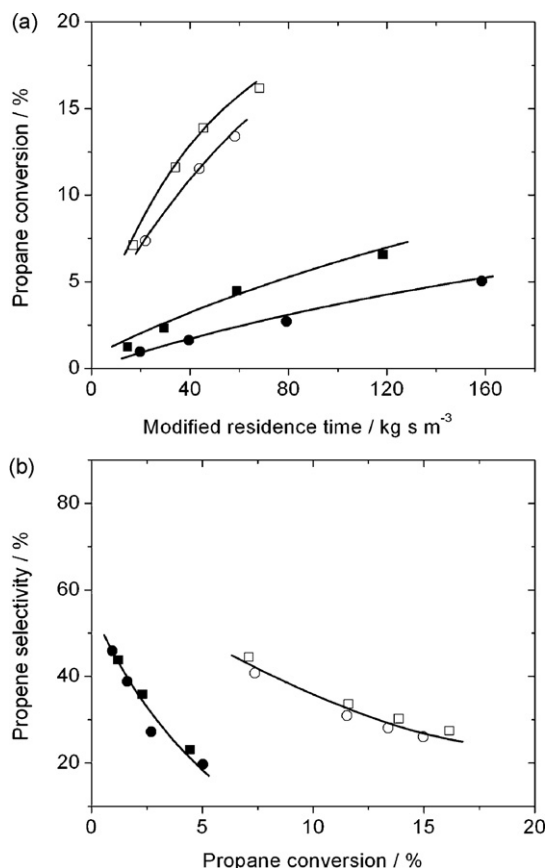 (a)
20
15
10
5
0
Propane conversion / %
0 40 80 120 160
Modified residence time / kg s m⁻³
(b)
80
60
40
20
Propene selectivity / %
0 5 10 15 20
Propane conversion / %